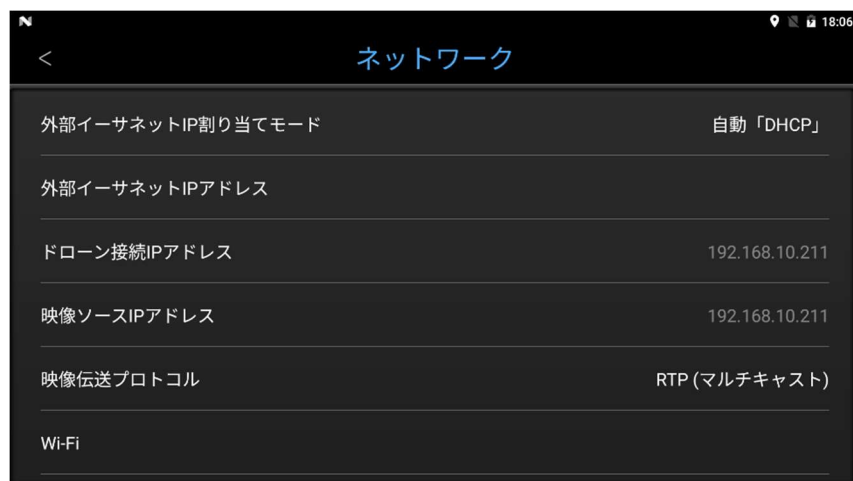 18:06
<
ネットワーク
外部イーサネットIP割り当てモード 自動「DHCP」
外部イーサネットIPアドレス
ドローン接続IPアドレス 192.168.10.211
映像ソースIPアドレス 192.168.10.211
映像伝送プロトコル RTP (マルチキャスト)
Wi-Fi